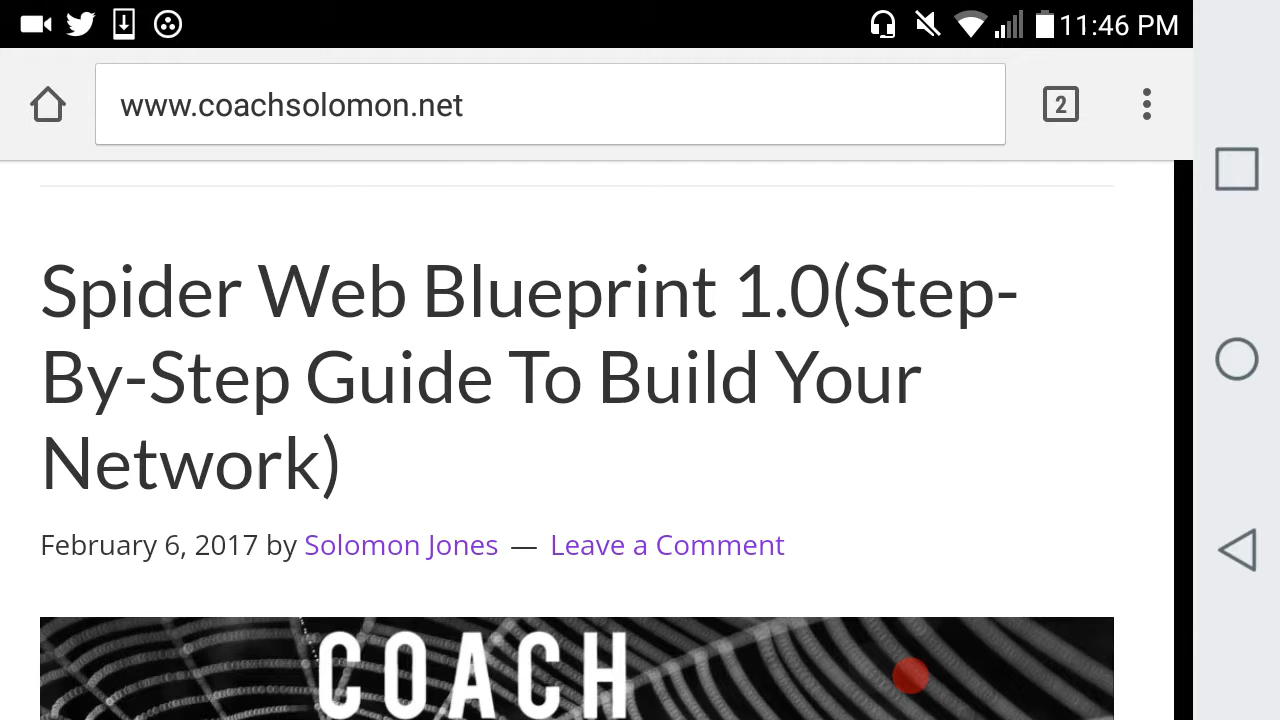 11:46 PM
www.coachsolomon.net
2
Spider Web Blueprint 1.0(Step-
By-Step Guide To Build Your
Network)
February 6, 2017 by Solomon Jones — Leave a Comment
COACH